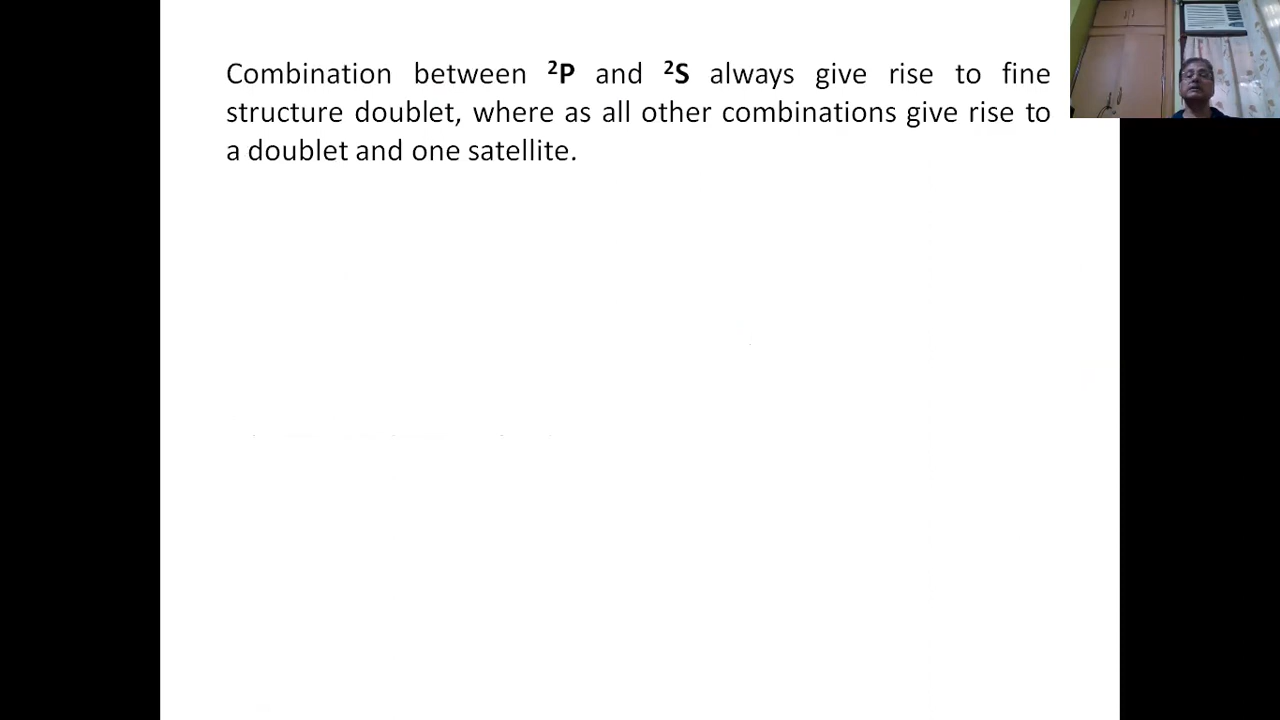 Combination between ²P and ²S always give rise to fine
structure doublet, where as all other combinations give rise to
a doublet and one satellite.